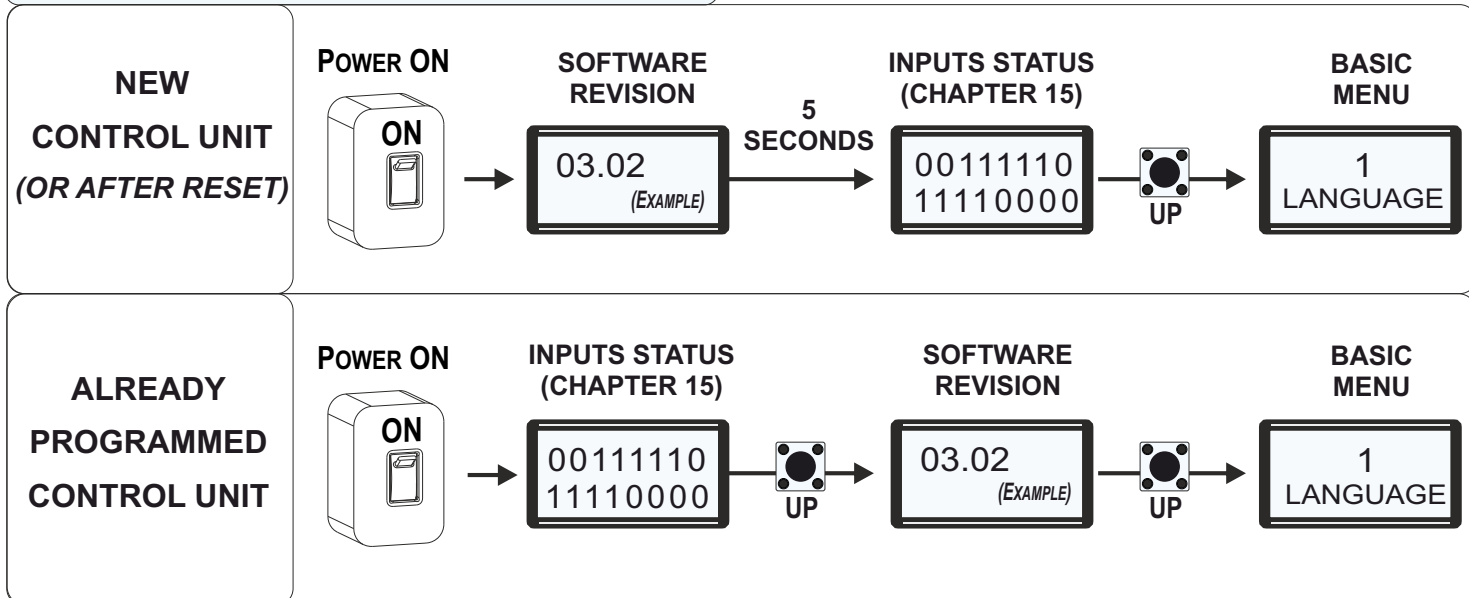 NEW
CONTROL UNIT
(OR AFTER RESET)
POWER ON
ON
SOFTWARE
REVISION
03.02
(EXAMPLE)
5
SECONDS
INPUTS STATUS
(CHAPTER 15)
00111110
11110000
UP
BASIC
MENU
1
LANGUAGE
ALREADY
PROGRAMMED
CONTROL UNIT
POWER ON
ON
INPUTS STATUS
(CHAPTER 15)
00111110
11110000
UP
SOFTWARE
REVISION
03.02
(EXAMPLE)
UP
BASIC
MENU
1
LANGUAGE